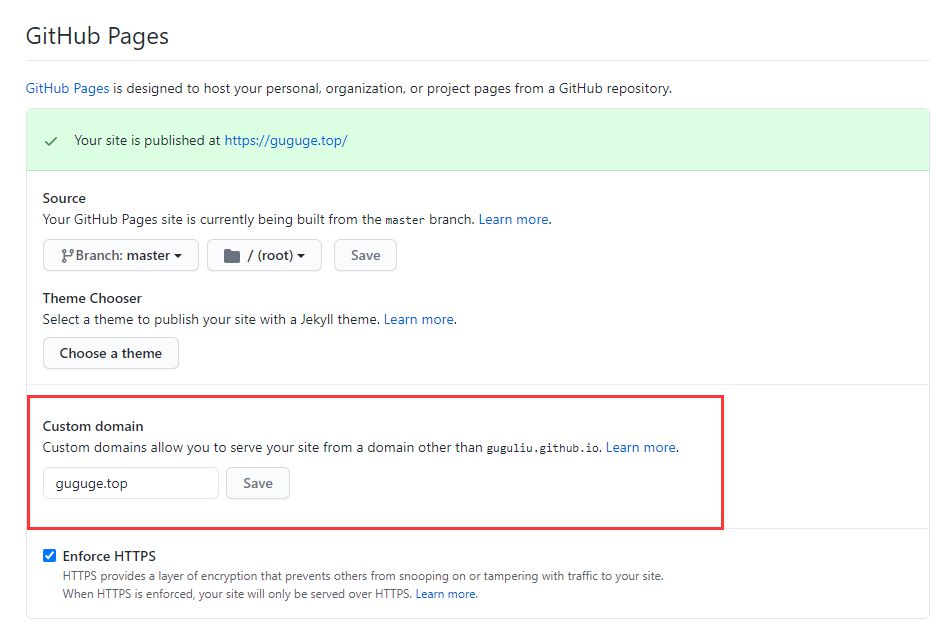 GitHub Pages
GitHub Pages is designed to host your personal, organization, or project pages from a GitHub repository.
Your site is published at https://guguge.top/
Source
Your GitHub Pages site is currently being built from the master branch. Learn more.
Branch: master / (root) Save
Theme Chooser
Select a theme to publish your site with a Jekyll theme. Learn more.
Choose a theme
Custom domain
Custom domains allow you to serve your site from a domain other than guguliu.github.io. Learn more.
guguge.top Save
Enforce HTTPS
HTTPS provides a layer of encryption that prevents others from snooping on or tampering with traffic to your site.
When HTTPS is enforced, your site will only be served over HTTPS. Learn more.